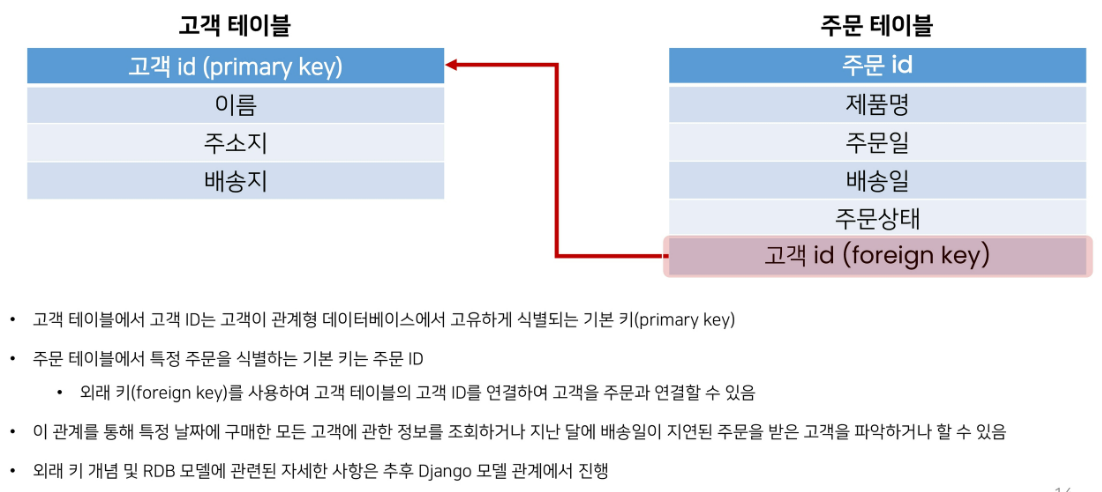 고객 테이블
고객 id (primary key)
이름
주소지
배송지
주문 테이블
주문 id
제품명
주문일
배송일
주문상태
고객 id (foreign key)
• 고객 테이블에서 고객 ID는 고객이 관계형 데이터베이스에서 고유하게 식별되는 기본 키(primary key)
• 주문 테이블에서 특정 주문을 식별하는 기본 키는 주문 ID
• 외래 키(foreign key)를 사용하여 고객 테이블의 고객 ID를 연결하여 고객을 주문과 연결할 수 있음
• 이 관계를 통해 특정 날짜에 구매한 모든 고객에 관한 정보를 조회하거나 지난 달에 배송일이 지연된 주문을 받은 고객을 파악하거나 할 수 있음
• 외래 키 개념 및 RDB 모델에 관련된 자세한 사항은 추후 Django 모델 관계에서 진행